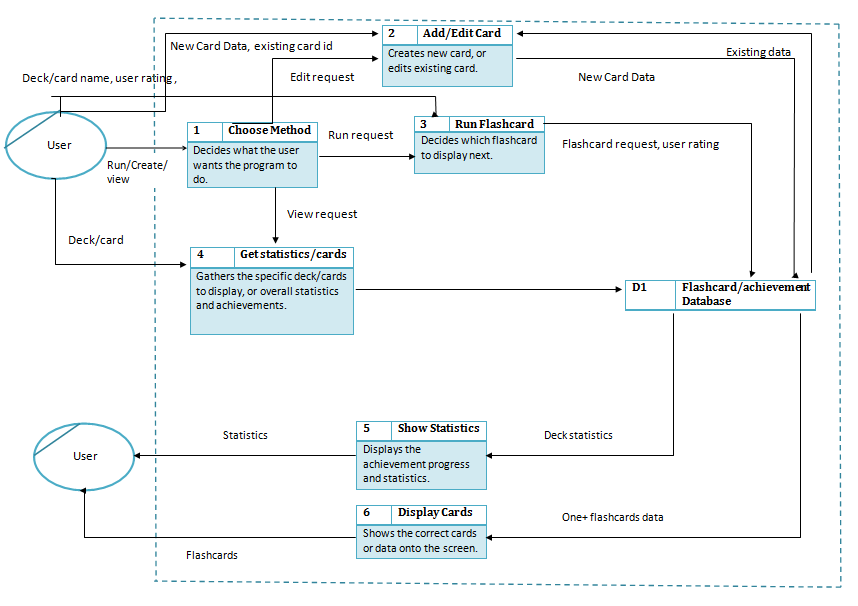 2 Add/Edit Card
Creates new card, or
edits existing card.
New Card Data, existing card id
Existing data
Deck/card name, user rating ,
Edit request
New Card Data
User
1 Choose Method
Decides what the user
wants the program to
do.
Run request
3 Run Flashcard
Decides which flashcard
to display next.
Flashcard request, user rating
Run/Create/
view
View request
Deck/card
4 Get statistics/cards
Gathers the specific deck/cards
to display, or overall statistics
and achievements.
D1 Flashcard/achievement
Database
User
Statistics
5 Show Statistics
Displays the
achievement progress
and statistics.
Deck statistics
6 Display Cards
Shows the correct cards
or data onto the screen.
One+ flashcards data
Flashcards